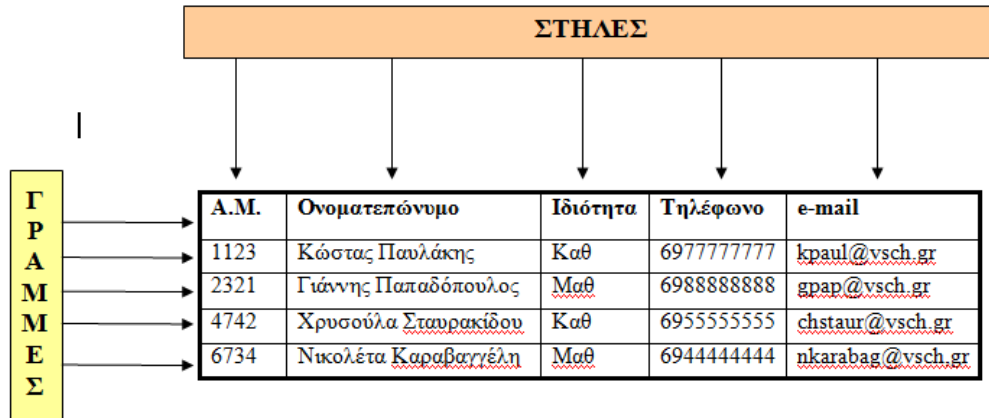 ΣΤΗΛΕΣ
ΓΡΑΜΜΕΣ
Α.Μ. Ονοματεπώνυμο Ιδιότητα Τηλέφωνο e-mail
1123 Κώστας Παυλάκης Καθ 6977777777 kpaul@vsch.gr
2321 Γιάννης Παπαδόπουλος Μαθ 6988888888 gpap@vsch.gr
4742 Χρυσούλα Σταυρακίδου Καθ 6955555555 chstaur@vsch.gr
6734 Νικολέτα Καραβαγγέλη Μαθ 6944444444 nkarabag@vsch.gr